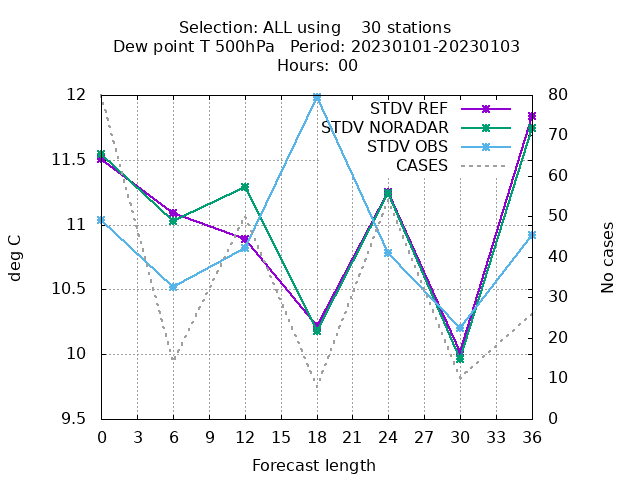 Selection: ALL using    30 stations
Dew point T 500hPa   Period: 20230101-20230103
Hours: 00
12
11.5
11
10.5
10
9.5
deg C
STDV REF
STDV NORADAR
STDV OBS
CASES
80
70
60
50
40
30
20
10
0
No cases
0 3 6 9 12 15 18 21 24 27 30 33 36
Forecast length